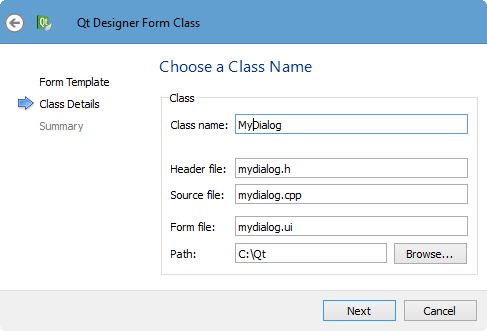 Qt Designer Form Class
Form Template
Class Details
Summary
Choose a Class Name
Class
Class name: MyDialog
Header file: mydialog.h
Source file: mydialog.cpp
Form file: mydialog.ui
Path: C:\Qt Browse...
Next Cancel